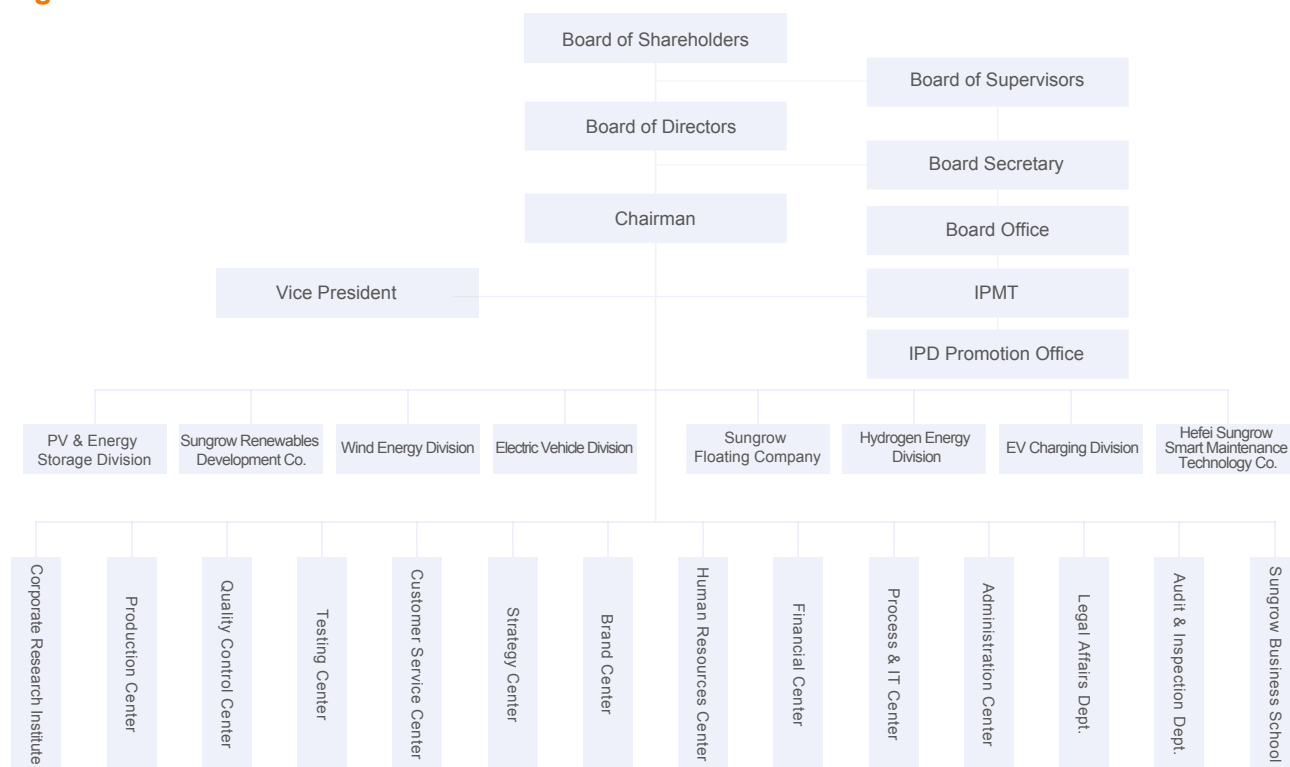 Board of Shareholders
Board of Supervisors
Board of Directors
Board Secretary
Chairman
Board Office
Vice President
IPMT
IPD Promotion Office
PV & Energy
Storage Division
Sungrow Renewables
Development Co.
Wind Energy Division
Electric Vehicle Division
Sungrow
Floating Company
Hydrogen Energy
Division
EV Charging Division
Hefei Sungrow
Smart Maintenance
Technology Co.
Corporate Research Institute
Production Center
Quality Control Center
Testing Center
Customer Service Center
Strategy Center
Brand Center
Human Resources Center
Financial Center
Process & IT Center
Administration Center
Legal Affairs Dept.
Audit & Inspection Dept.
Sungrow Business School